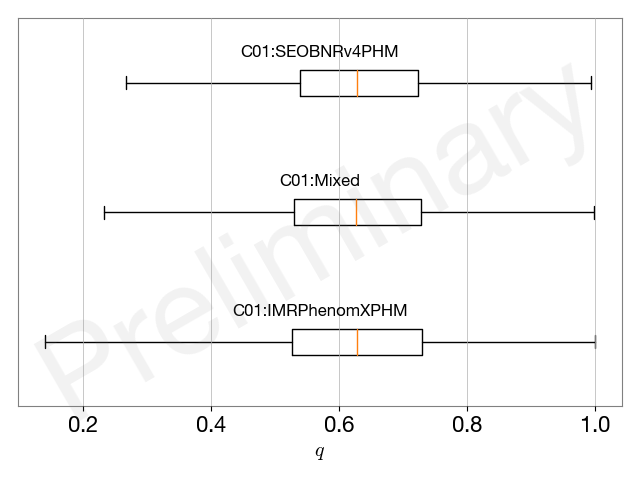 C01:SEOBNRv4PHM
C01:Mixed
C01:IMRPhenomXPHM
Preliminary
0.2 0.4 0.6 0.8 1.0
q